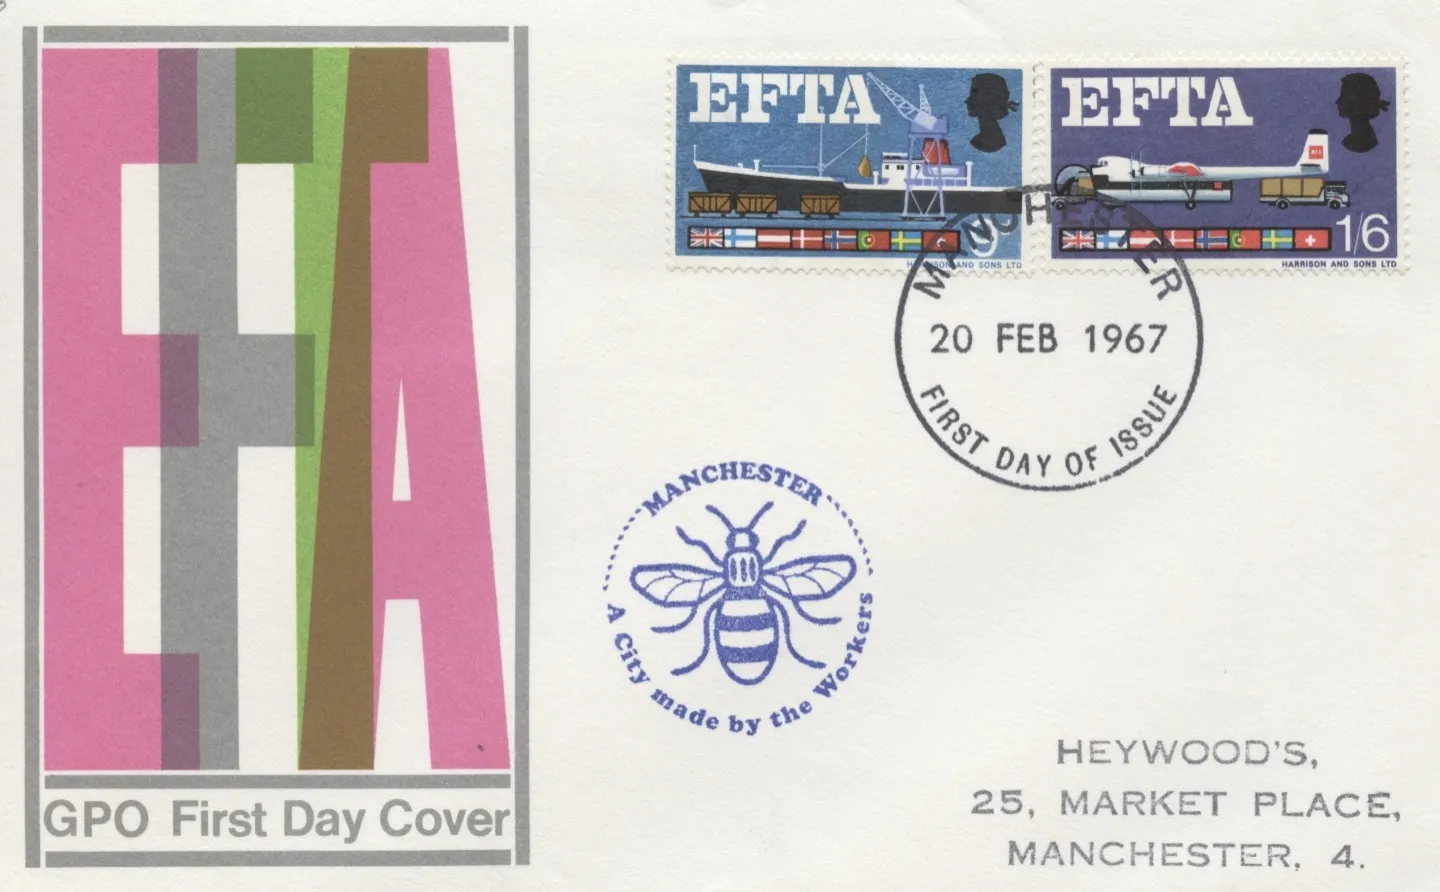 EFTA
GPO First Day Cover
EFTA
HARRISON AND SONS LTD
EFTA
1/6
HARRISON AND SONS LTD
MANCHESTER
20 FEB 1967
FIRST DAY OF ISSUE
MANCHESTER
A City made by the Workers
HEYWOOD'S,
25, MARKET PLACE,
MANCHESTER, 4.